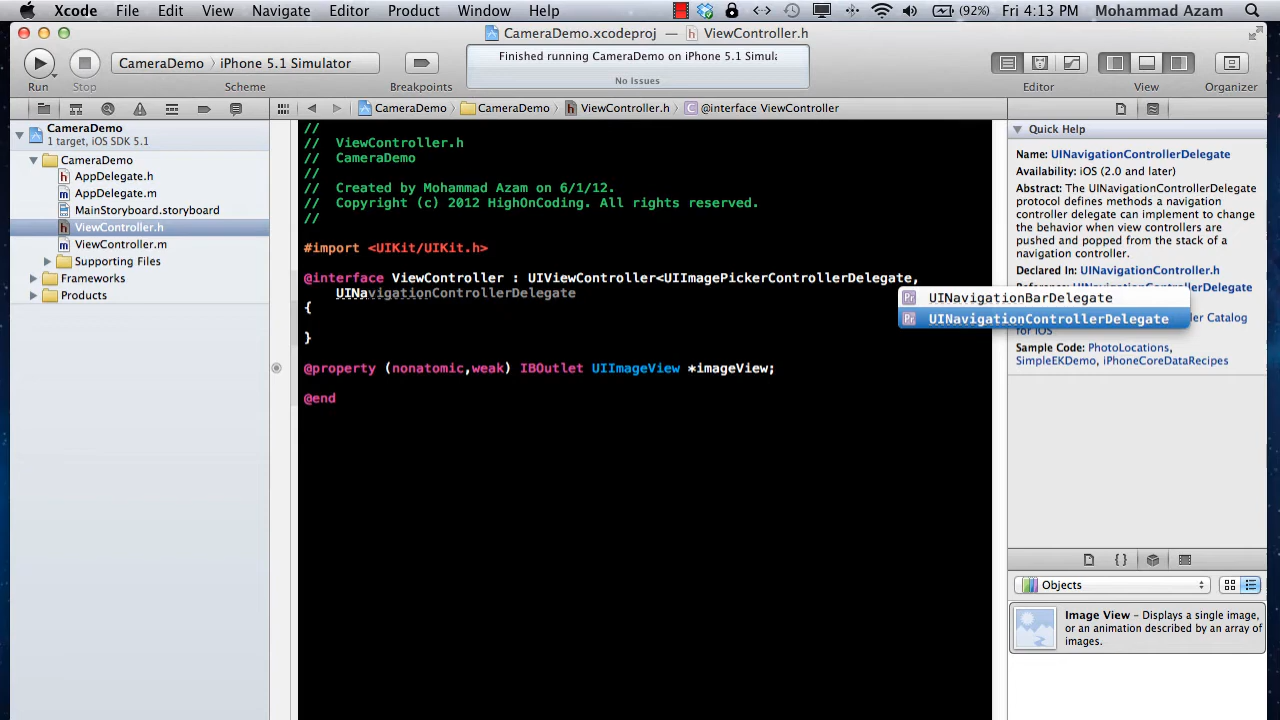 Xcode File Edit View Navigate Editor Product Window Help (92%) Fri 4:13 PM Mohammad Azam
CameraDemo.xcodeproj — ViewController.h
Run Stop CameraDemo iPhone 5.1 Simulator Scheme Breakpoints
Finished running CameraDemo on iPhone 5.1 Simula
No Issues
Editor View Organizer
CameraDemo CameraDemo ViewController.h @interface ViewController
CameraDemo
1 target, iOS SDK 5.1
CameraDemo
AppDelegate.h
AppDelegate.m
MainStoryboard.storyboard
ViewController.h
ViewController.m
Supporting Files
Frameworks
Products
//
// ViewController.h
// CameraDemo
//
// Created by Mohammad Azam on 6/1/12.
// Copyright (c) 2012 HighOnCoding. All rights reserved.
//
#import <UIKit/UIKit.h>
@interface ViewController : UIViewController<UIImagePickerControllerDelegate,
UINavigationControllerDelegate
{
}
@property (nonatomic,weak) IBOutlet UIImageView *imageView;
@end
Pr UINavigationBarDelegate
Pr UINavigationControllerDelegate
Quick Help
Name: UINavigationControllerDelegate
Availability: iOS (2.0 and later)
Abstract: The UINavigationControllerDelegate
protocol defines methods a navigation
controller delegate can implement to change
the behavior when view controllers are
pushed and popped from the stack of a
navigation controller.
Declared In: UINavigationController.h
Delegate
er Catalog
for iOS
Sample Code: PhotoLocations,
SimpleEKDemo, iPhoneCoreDataRecipes
Objects
Image View – Displays a single image,
or an animation described by an array of
images.